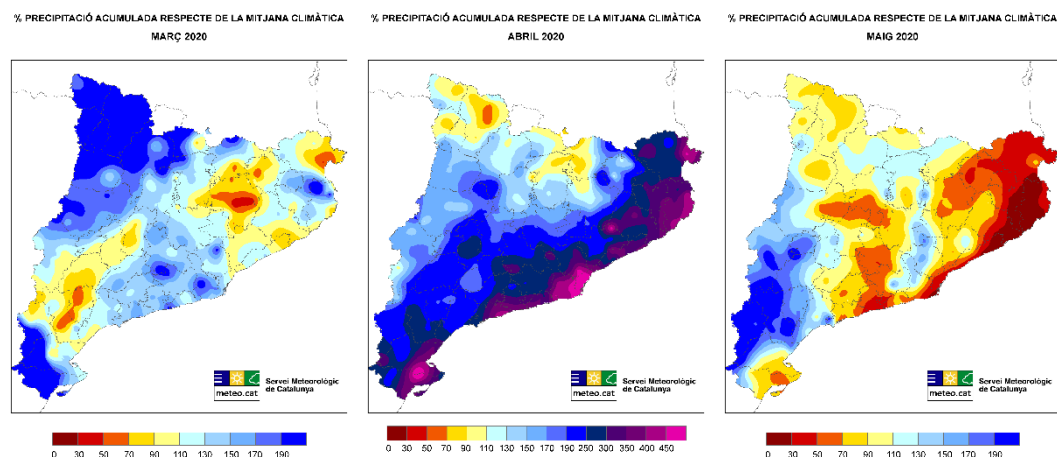 % PRECIPITACIÓ ACUMULADA RESPECTE DE LA MITJANA CLIMÀTICA
MARÇ 2020
Servei Meteorològic
de Catalunya
meteo.cat
0 30 50 70 90 110 130 150 170 190
% PRECIPITACIÓ ACUMULADA RESPECTE DE LA MITJANA CLIMÀTICA
ABRIL 2020
Servei Meteorològic
de Catalunya
meteo.cat
0 30 50 70 90 110 130 150 190 250 300 350 400 450
% PRECIPITACIÓ ACUMULADA RESPECTE DE LA MITJANA CLIMÀTICA
MAIG 2020
Servei Meteorològic
de Catalunya
meteo.cat
0 30 50 70 90 110 130 150 170 190